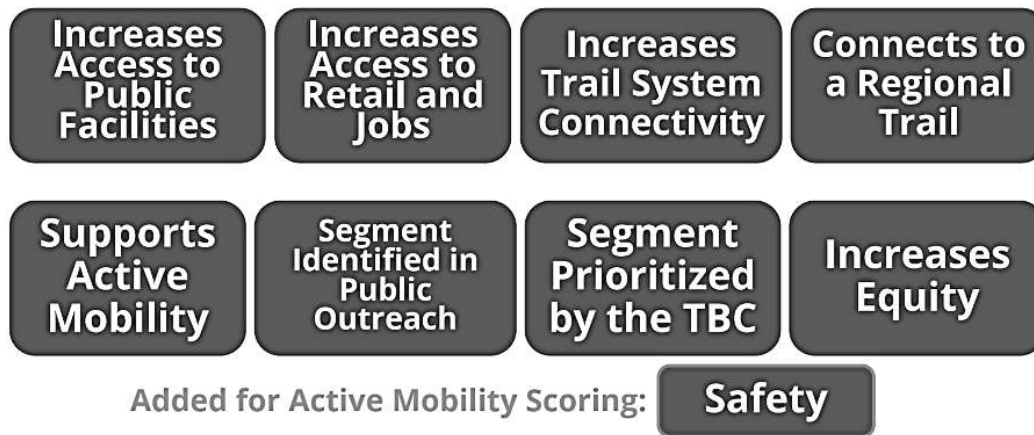 Increases
Access to
Public
Facilities
Increases
Access to
Retail and
Jobs
Increases
Trail System
Connectivity
Connects to
a Regional
Trail
Supports
Active
Mobility
Segment
Identified in
Public
Outreach
Segment
Prioritized
by the TBC
Increases
Equity
Added for Active Mobility Scoring:
Safety